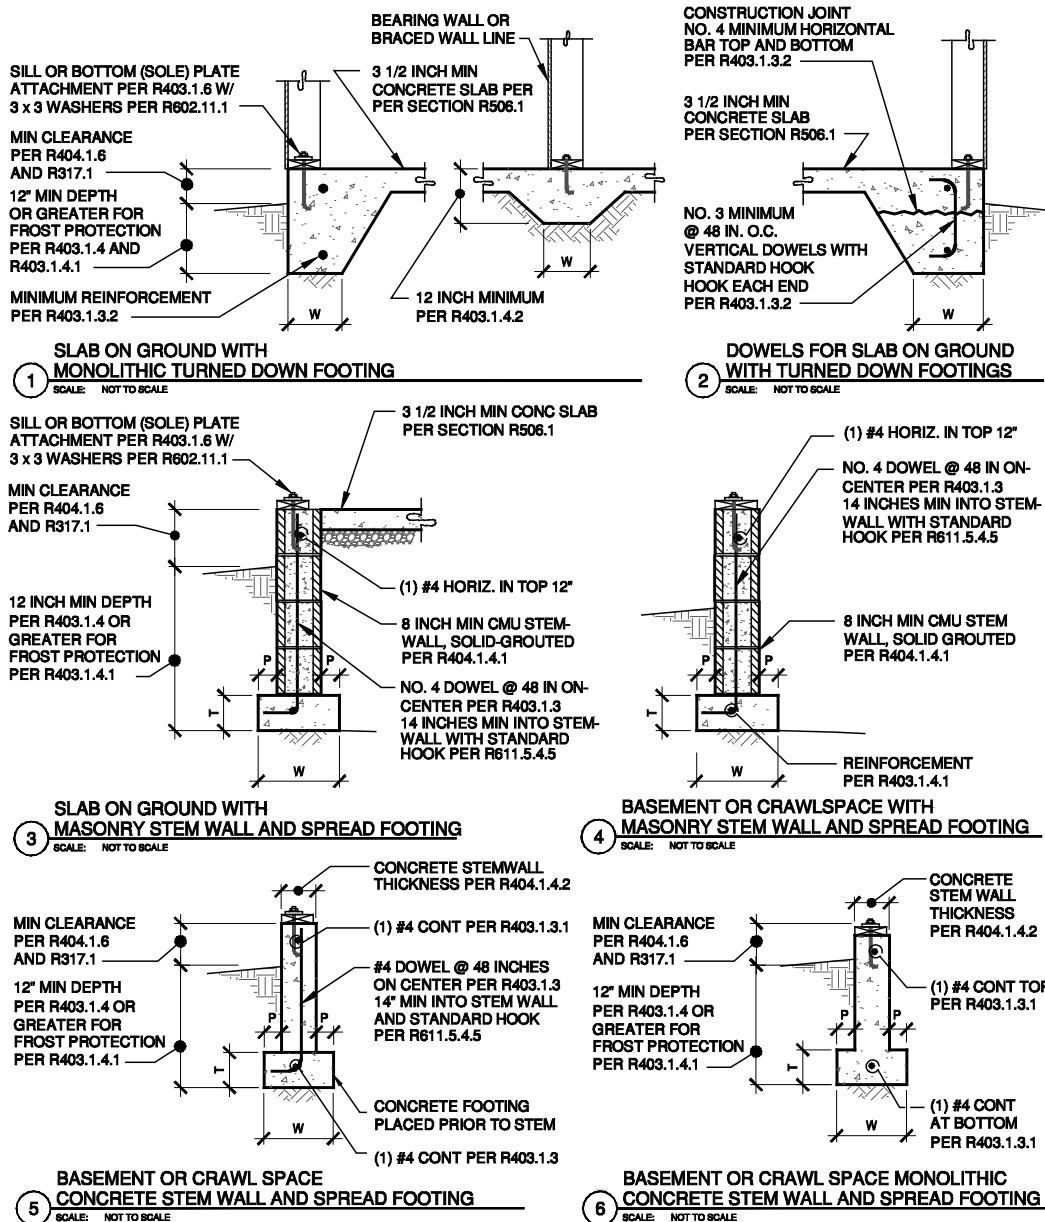 BEARING WALL OR
BRACED WALL LINE
SILL OR BOTTOM (SOLE) PLATE
ATTACHMENT PER R403.1.6 W/
3 x 3 WASHERS PER R602.11.1
3 1/2 INCH MIN
CONCRETE SLAB PER
PER SECTION R506.1
MIN CLEARANCE
PER R404.1.6
AND R317.1
12" MIN DEPTH
OR GREATER FOR
FROST PROTECTION
PER R403.1.4 AND
R403.1.4.1
MINIMUM REINFORCEMENT
PER R403.1.3.2
W
W
12 INCH MINIMUM
PER R403.1.4.2
1
SLAB ON GROUND WITH
MONOLITHIC TURNED DOWN FOOTING
SCALE: NOT TO SCALE
CONSTRUCTION JOINT
NO. 4 MINIMUM HORIZONTAL
BAR TOP AND BOTTOM
PER R403.1.3.2
3 1/2 INCH MIN
CONCRETE SLAB
PER SECTION R506.1
NO. 3 MINIMUM
@ 48 IN. O.C.
VERTICAL DOWELS WITH
STANDARD HOOK
HOOK EACH END
PER R403.1.3.2
W
2
DOWELS FOR SLAB ON GROUND
WITH TURNED DOWN FOOTINGS
SCALE: NOT TO SCALE
SILL OR BOTTOM (SOLE) PLATE
ATTACHMENT PER R403.1.6 W/
3 x 3 WASHERS PER R602.11.1
3 1/2 INCH MIN CONC SLAB
PER SECTION R506.1
MIN CLEARANCE
PER R404.1.6
AND R317.1
12 INCH MIN DEPTH
PER R403.1.4 OR
GREATER FOR
FROST PROTECTION
PER R403.1.4.1
(1) #4 HORIZ. IN TOP 12"
8 INCH MIN CMU STEM-
WALL, SOLID-GROUTED
PER R404.1.4.1
NO. 4 DOWEL @ 48 IN ON-
CENTER PER R403.1.3
14 INCHES MIN INTO STEM-
WALL WITH STANDARD
HOOK PER R611.5.4.5
P
P
T
W
3
SLAB ON GROUND WITH
MASONRY STEM WALL AND SPREAD FOOTING
SCALE: NOT TO SCALE
(1) #4 HORIZ. IN TOP 12"
NO. 4 DOWEL @ 48 IN ON-
CENTER PER R403.1.3
14 INCHES MIN INTO STEM-
WALL WITH STANDARD
HOOK PER R611.5.4.5
8 INCH MIN CMU STEM
WALL, SOLID GROUTED
PER R404.1.4.1
P
P
T
W
REINFORCEMENT
PER R403.1.4.1
4
BASEMENT OR CRAWLSPACE WITH
MASONRY STEM WALL AND SPREAD FOOTING
SCALE: NOT TO SCALE
CONCRETE STEMWALL
THICKNESS PER R404.1.4.2
MIN CLEARANCE
PER R404.1.6
AND R317.1
(1) #4 CONT PER R403.1.3.1
#4 DOWEL @ 48 INCHES
ON CENTER PER R403.1.3
14" MIN INTO STEM WALL
AND STANDARD HOOK
PER R611.5.4.5
12" MIN DEPTH
PER R403.1.4 OR
GREATER FOR
FROST PROTECTION
PER R403.1.4.1
P
P
T
W
CONCRETE FOOTING
PLACED PRIOR TO STEM
(1) #4 CONT PER R403.1.3
5
BASEMENT OR CRAWL SPACE
CONCRETE STEM WALL AND SPREAD FOOTING
SCALE: NOT TO SCALE
CONCRETE
STEM WALL
THICKNESS
PER R404.1.4.2
MIN CLEARANCE
PER R404.1.6
AND R317.1
(1) #4 CONT TOP
PER R403.1.3.1
12" MIN DEPTH
PER R403.1.4 OR
GREATER FOR
FROST PROTECTION
PER R403.1.4.1
P
P
T
W
(1) #4 CONT
AT BOTTOM
PER R403.1.3.1
6
BASEMENT OR CRAWL SPACE MONOLITHIC
CONCRETE STEM WALL AND SPREAD FOOTING
SCALE: NOT TO SCALE